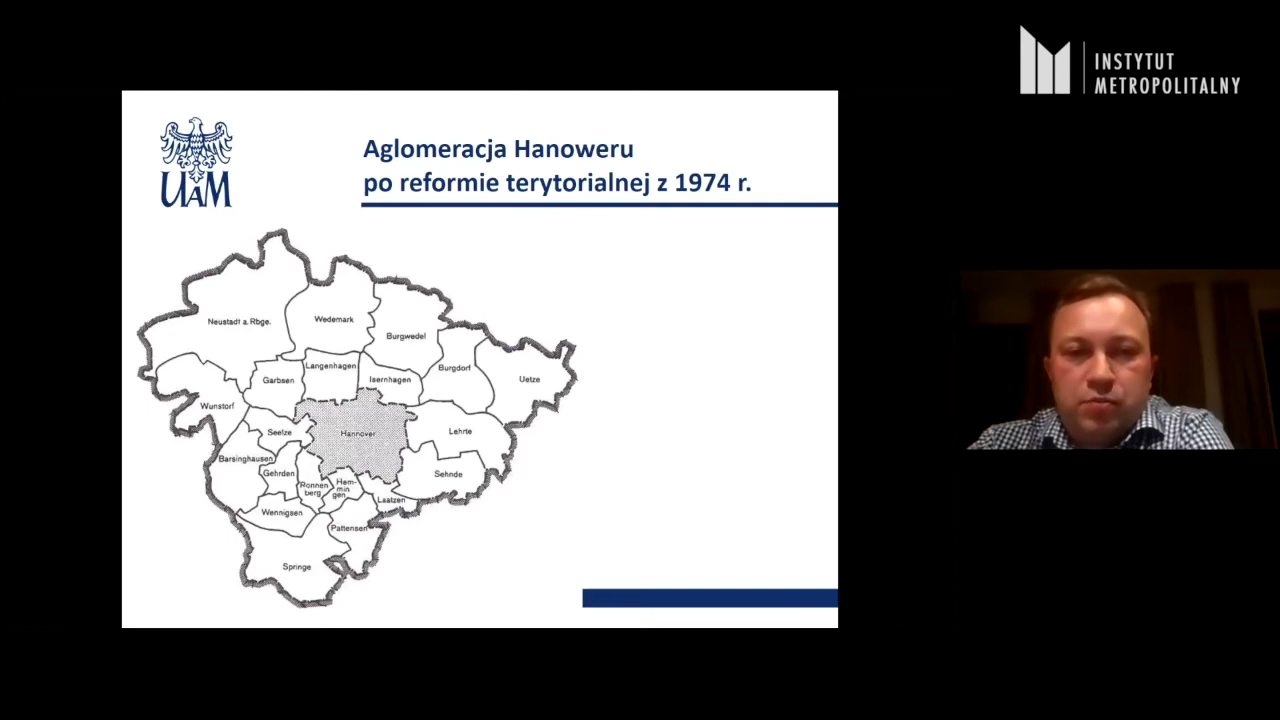 INSTYTUT
METROPOLITALNY
UAM
Aglomeracja Hanoweru
po reformie terytorialnej z 1974 r.
Neustadt a. Rbge.
Wedemark
Burgwedel
Langenhagen
Burgdorf
Garbsen
Isernhagen
Uetze
Wunstorf
Seelze
Hannover
Lehrte
Barsinghausen
Gehrden
Sehnde
Ronnen
berg
Hem-
min
gen
Laatzen
Wennigsen
Pattensen
Springe